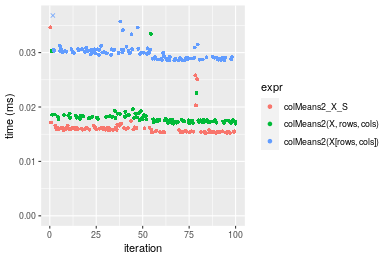 0.03
0.02
0.01
0.00
time (ms)
0
25
50
75
100
iteration
expr
colMeans2_X_S
colMeans2(X, rows, cols)
colMeans2(X[rows, cols])